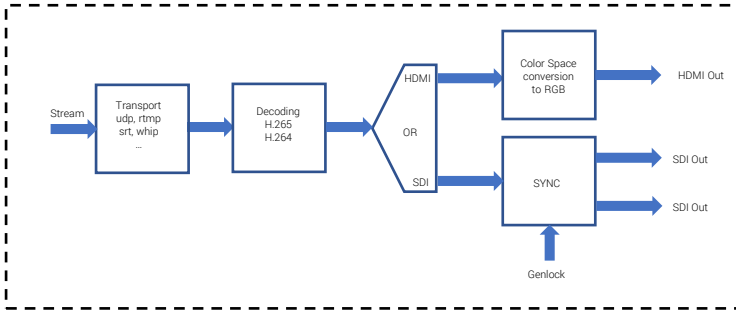 Stream
Transport
udp, rtmp
srt, whip
...
Decoding
H.265
H.264
HDMI
OR
SDI
Color Space
conversion
to RGB
HDMI Out
SYNC
SDI Out
SDI Out
Genlock